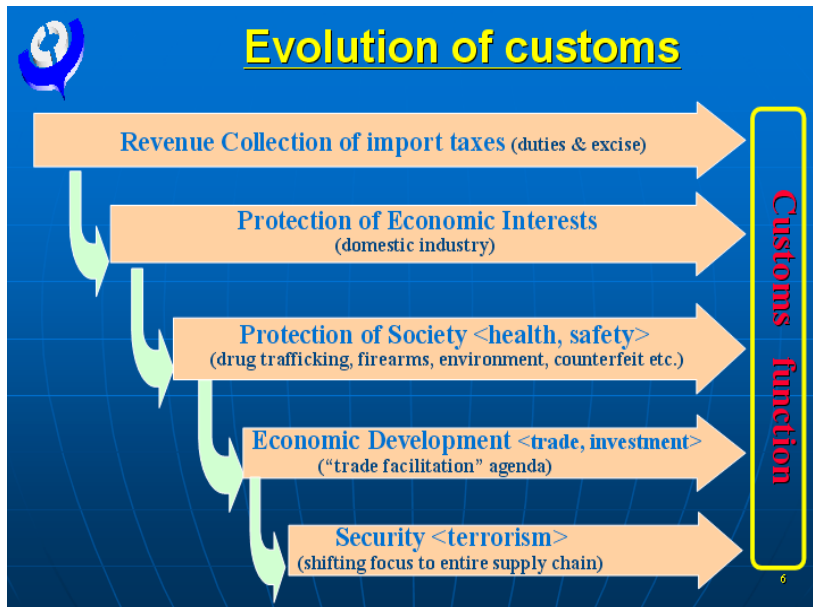 Evolution of customs
Revenue Collection of import taxes (duties & excise)
Protection of Economic Interests
(domestic industry)
Protection of Society <health, safety>
(drug trafficking, firearms, environment, counterfeit etc.)
Economic Development <trade, investment>
(“trade facilitation” agenda)
Security <terrorism>
(shifting focus to entire supply chain)
Customs function
6